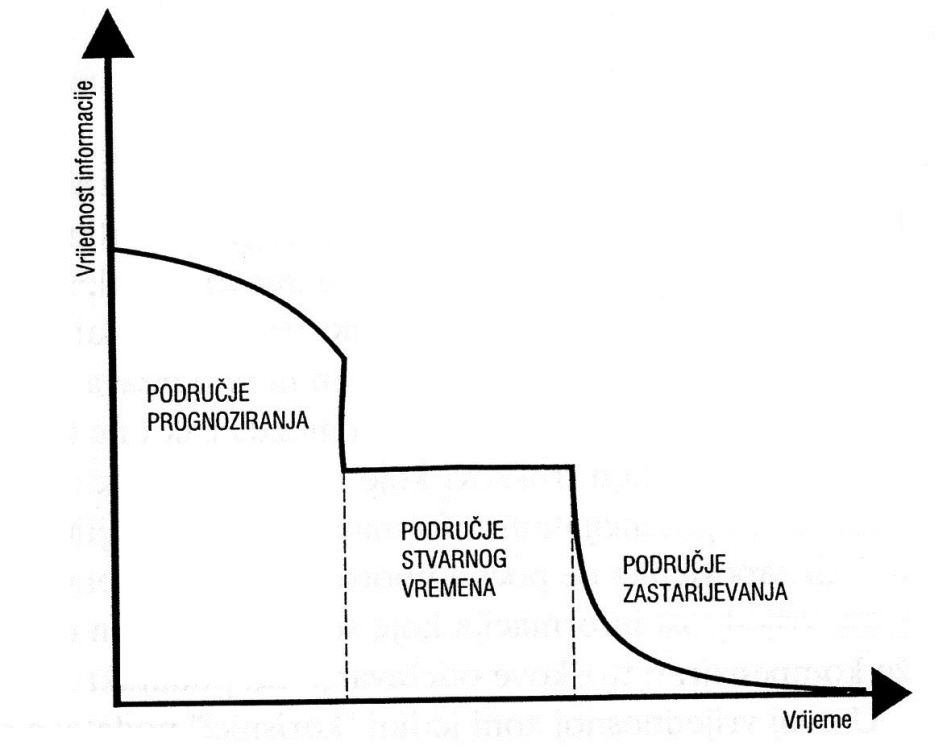 Vrijednost informacije
PODRUČJE
PROGNOZIRANJA
PODRUČJE
STVARNOG
VREMENA
PODRUČJE
ZASTARIJEVANJA
Vrijeme